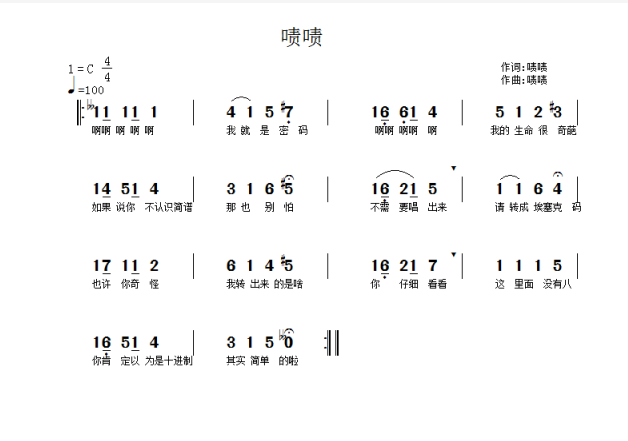 啧啧
1=C 4/4
♩=100
作词:啧啧
作曲:啧啧
11 11 1 | 4 1 5 #7 | 16 61 4 | 5 1 2 #3
啊啊 啊 啊 啊 我 就 是 密 码 啊啊 啊啊 啊 我的 生命 很 奇葩
14 51 4 | 3 1 6 #5 | 16 21 5 | 1 1 6 4
如果 说你 不认识简谱 那 也 别 怕 不需 要唱 出来 请 转成 埃塞克 码
17 11 2 | 6 1 4 #5 | 16 21 7 | 1 1 1 5
也许 你奇 怪 我转 出来 的是啥 你 仔细 看看 这 里面 没有八
16 51 4 | 3 1 5 0
你肯 定以 为是十进制 其实 简单 的啦